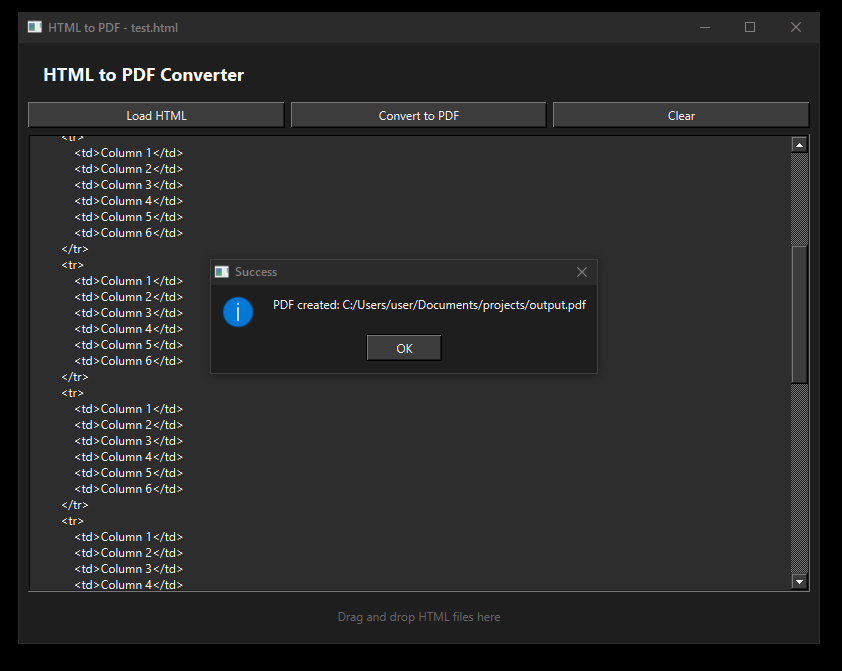 HTML to PDF - test.html
HTML to PDF Converter
Load HTML
Convert to PDF
Clear
<tr>
<td>Column 1</td>
<td>Column 2</td>
<td>Column 3</td>
<td>Column 4</td>
<td>Column 5</td>
<td>Column 6</td>
</tr>
<tr>
<td>Column 1</td>
<td>Column 2</td>
<td>Column 3</td>
<td>Column 4</td>
<td>Column 5</td>
<td>Column 6</td>
</tr>
<tr>
<td>Column 1</td>
<td>Column 2</td>
<td>Column 3</td>
<td>Column 4</td>
<td>Column 5</td>
<td>Column 6</td>
</tr>
<tr>
<td>Column 1</td>
<td>Column 2</td>
<td>Column 3</td>
<td>Column 4</td>
Success
PDF created: C:/Users/user/Documents/projects/output.pdf
OK
Drag and drop HTML files here